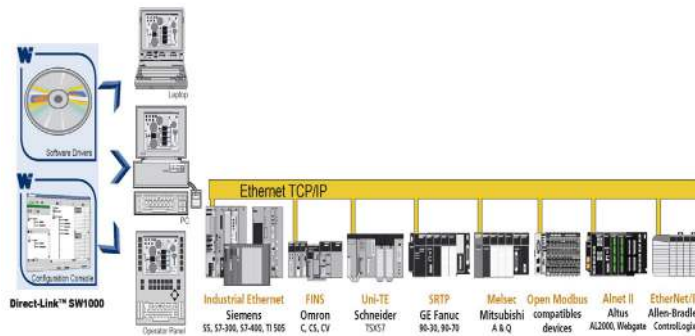 Laptop
Software Drivers
PC
Ethernet TCP/IP
Configuration Console
Direct-Link™ SW1000
Operator Panel
Industrial Ethernet
Siemens
S5, S7-300, S7-400, TI 505
FINS
Omron
C, CS, CV
Uni-TE
Schneider
TSX57
SRTP
GE Fanuc
90-30, 90-70
Melsec
Mitsubishi
A & Q
Open Modbus
compatibles
devices
Alnet II
Altus
AL2000, Webgate
EtherNet/I
Allen-Bradle
ControlLogix